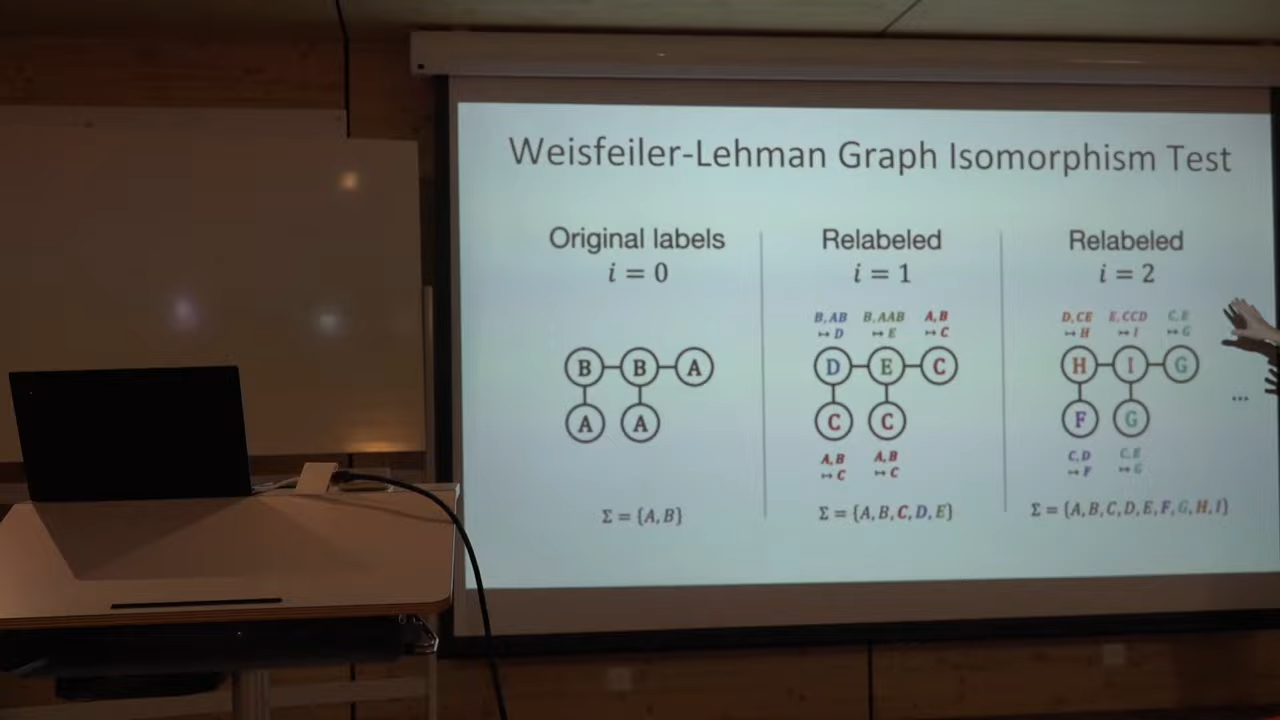 Weisfeiler-Lehman Graph Isomorphism Test
Original labels
i = 0
B B A
A A
Σ = {A, B}
Relabeled
i = 1
B, AB B, AAB A, B
↦ D ↦ E ↦ C
D E C
C C
A, B A, B
↦ C ↦ C
Σ = {A, B, C, D, E}
Relabeled
i = 2
D, CE E, CCD C, E
↦ H ↦ I ↦ G
H I G
...
F G
C, D C, E
↦ F ↦ G
Σ = {A, B, C, D, E, F, G, H, I}